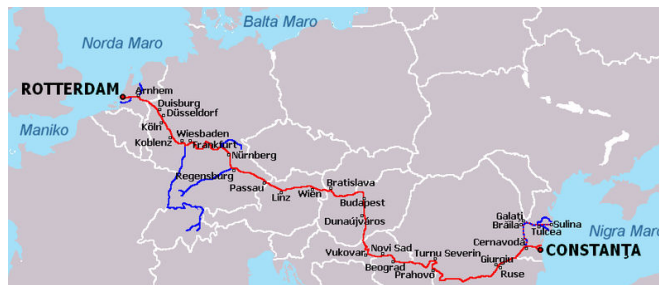 Balta Maro
Norda Maro
ROTTERDAM
Arnhem
Duisburg
Düsseldorf
Maniko
Köln
Koblenz
Wiesbaden
Frankfurt
Nürnberg
Regensburg
Passau
Linz
Wien
Bratislava
Budapest
Dunaújváros
Vukovar
Novi Sad
Beograd
Turnu Severin
Prahovo
Giurgiu
Ruse
Cernavodă
Galați
Brăila
Tulcea
Sulina
Nigra Maro
CONSTANȚA